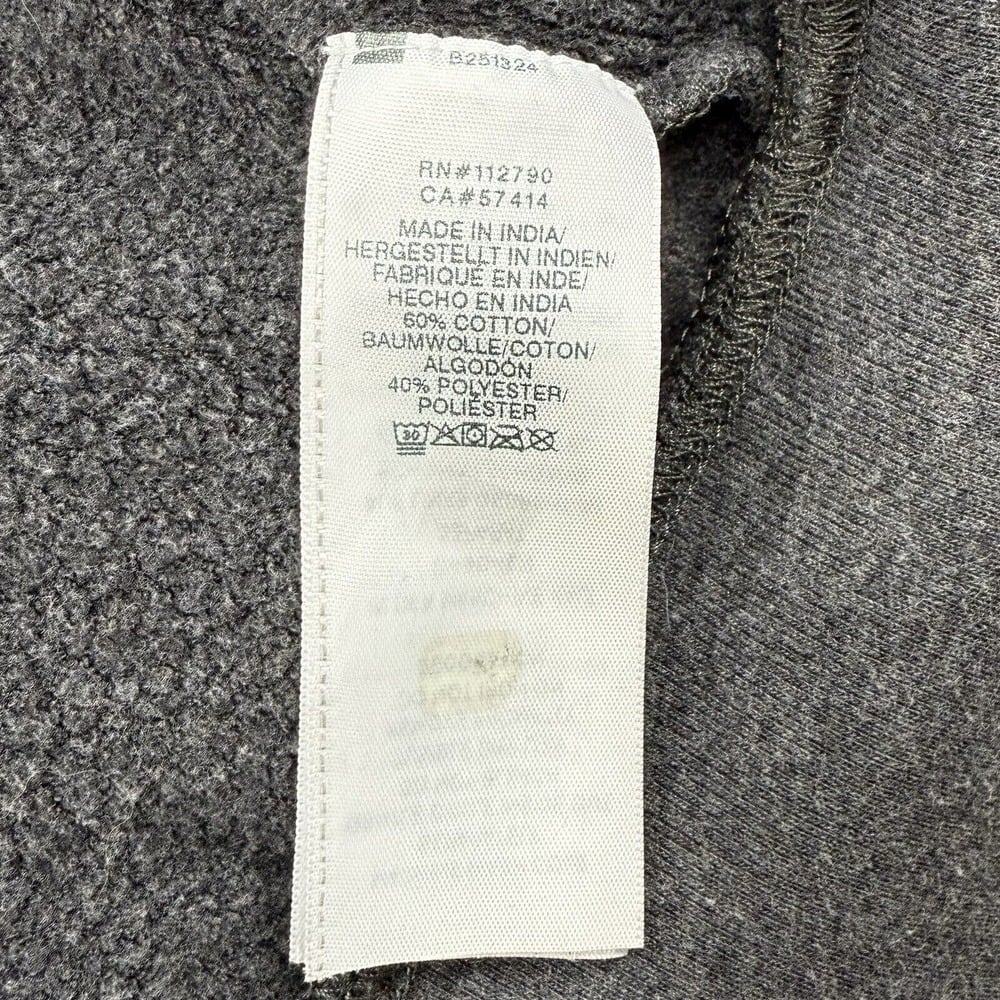 B251324
RN#112790
CA#57414
MADE IN INDIA/
HERGESTELLT IN INDIEN/
FABRIQUÉ EN INDE/
HECHO EN INDIA
60% COTTON/
BAUMWOLLE/COTON/
ALGODÓN
40% POLYESTER/
POLIÉSTER
30